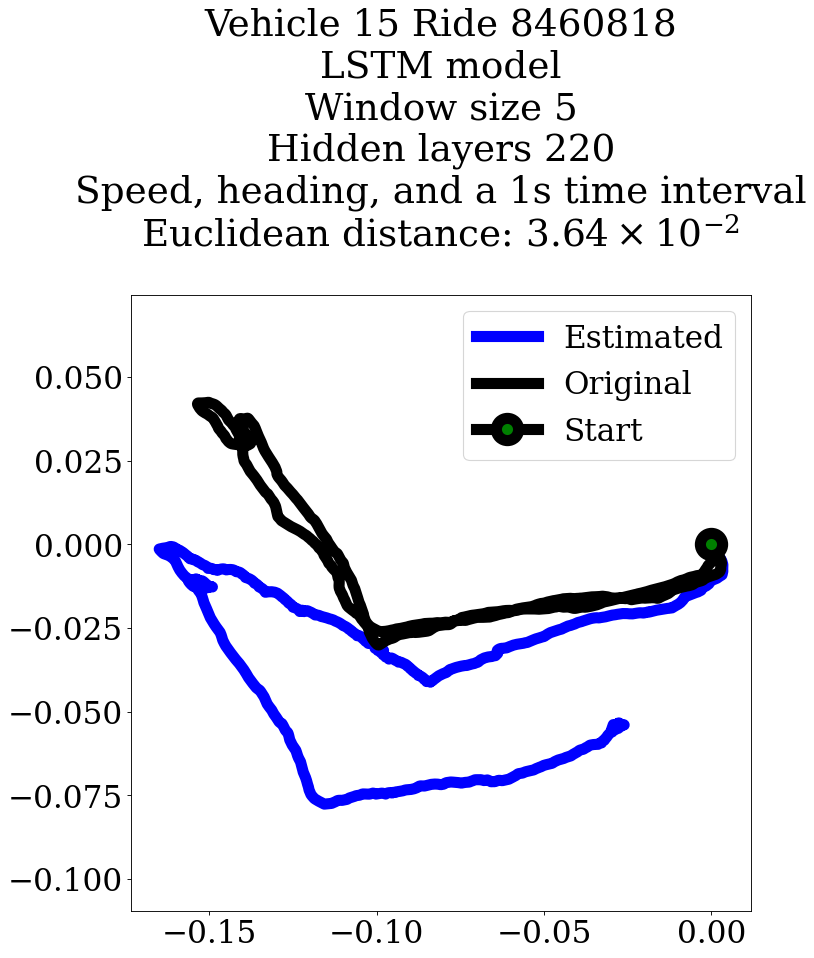 Vehicle 15 Ride 8460818
LSTM model
Window size 5
Hidden layers 220
Speed, heading, and a 1s time interval
Euclidean distance: 3.64 × 10⁻²
Estimated
Original
Start
0.050
0.025
0.000
−0.025
−0.050
−0.075
−0.100
−0.15 −0.10 −0.05 0.00